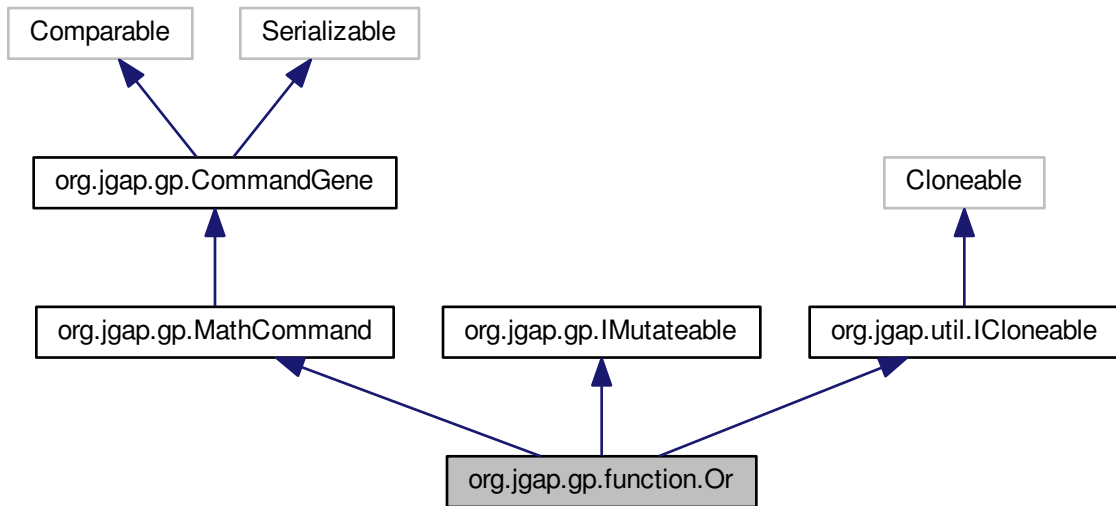 Comparable
Serializable
org.jgap.gp.CommandGene
Cloneable
org.jgap.gp.MathCommand
org.jgap.gp.IMutateable
org.jgap.util.ICloneable
org.jgap.gp.function.Or